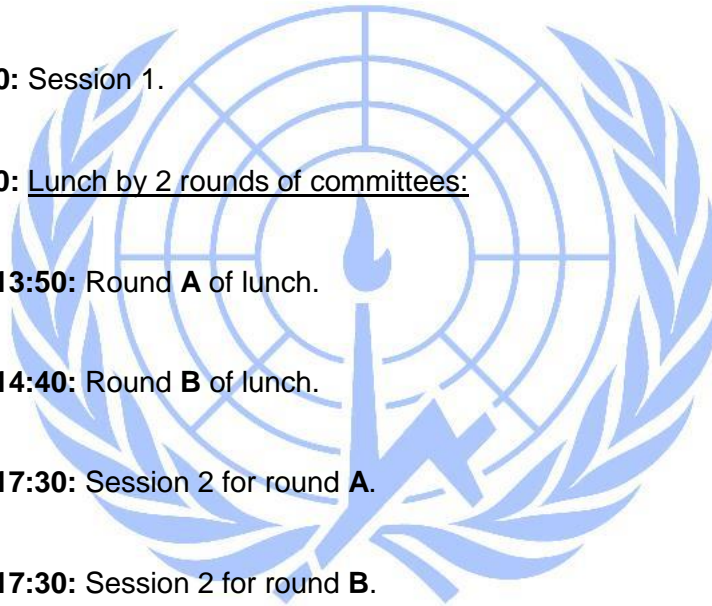 0: Session 1.
0: Lunch by 2 rounds of committees:
13:50: Round A of lunch.
14:40: Round B of lunch.
17:30: Session 2 for round A.
17:30: Session 2 for round B.